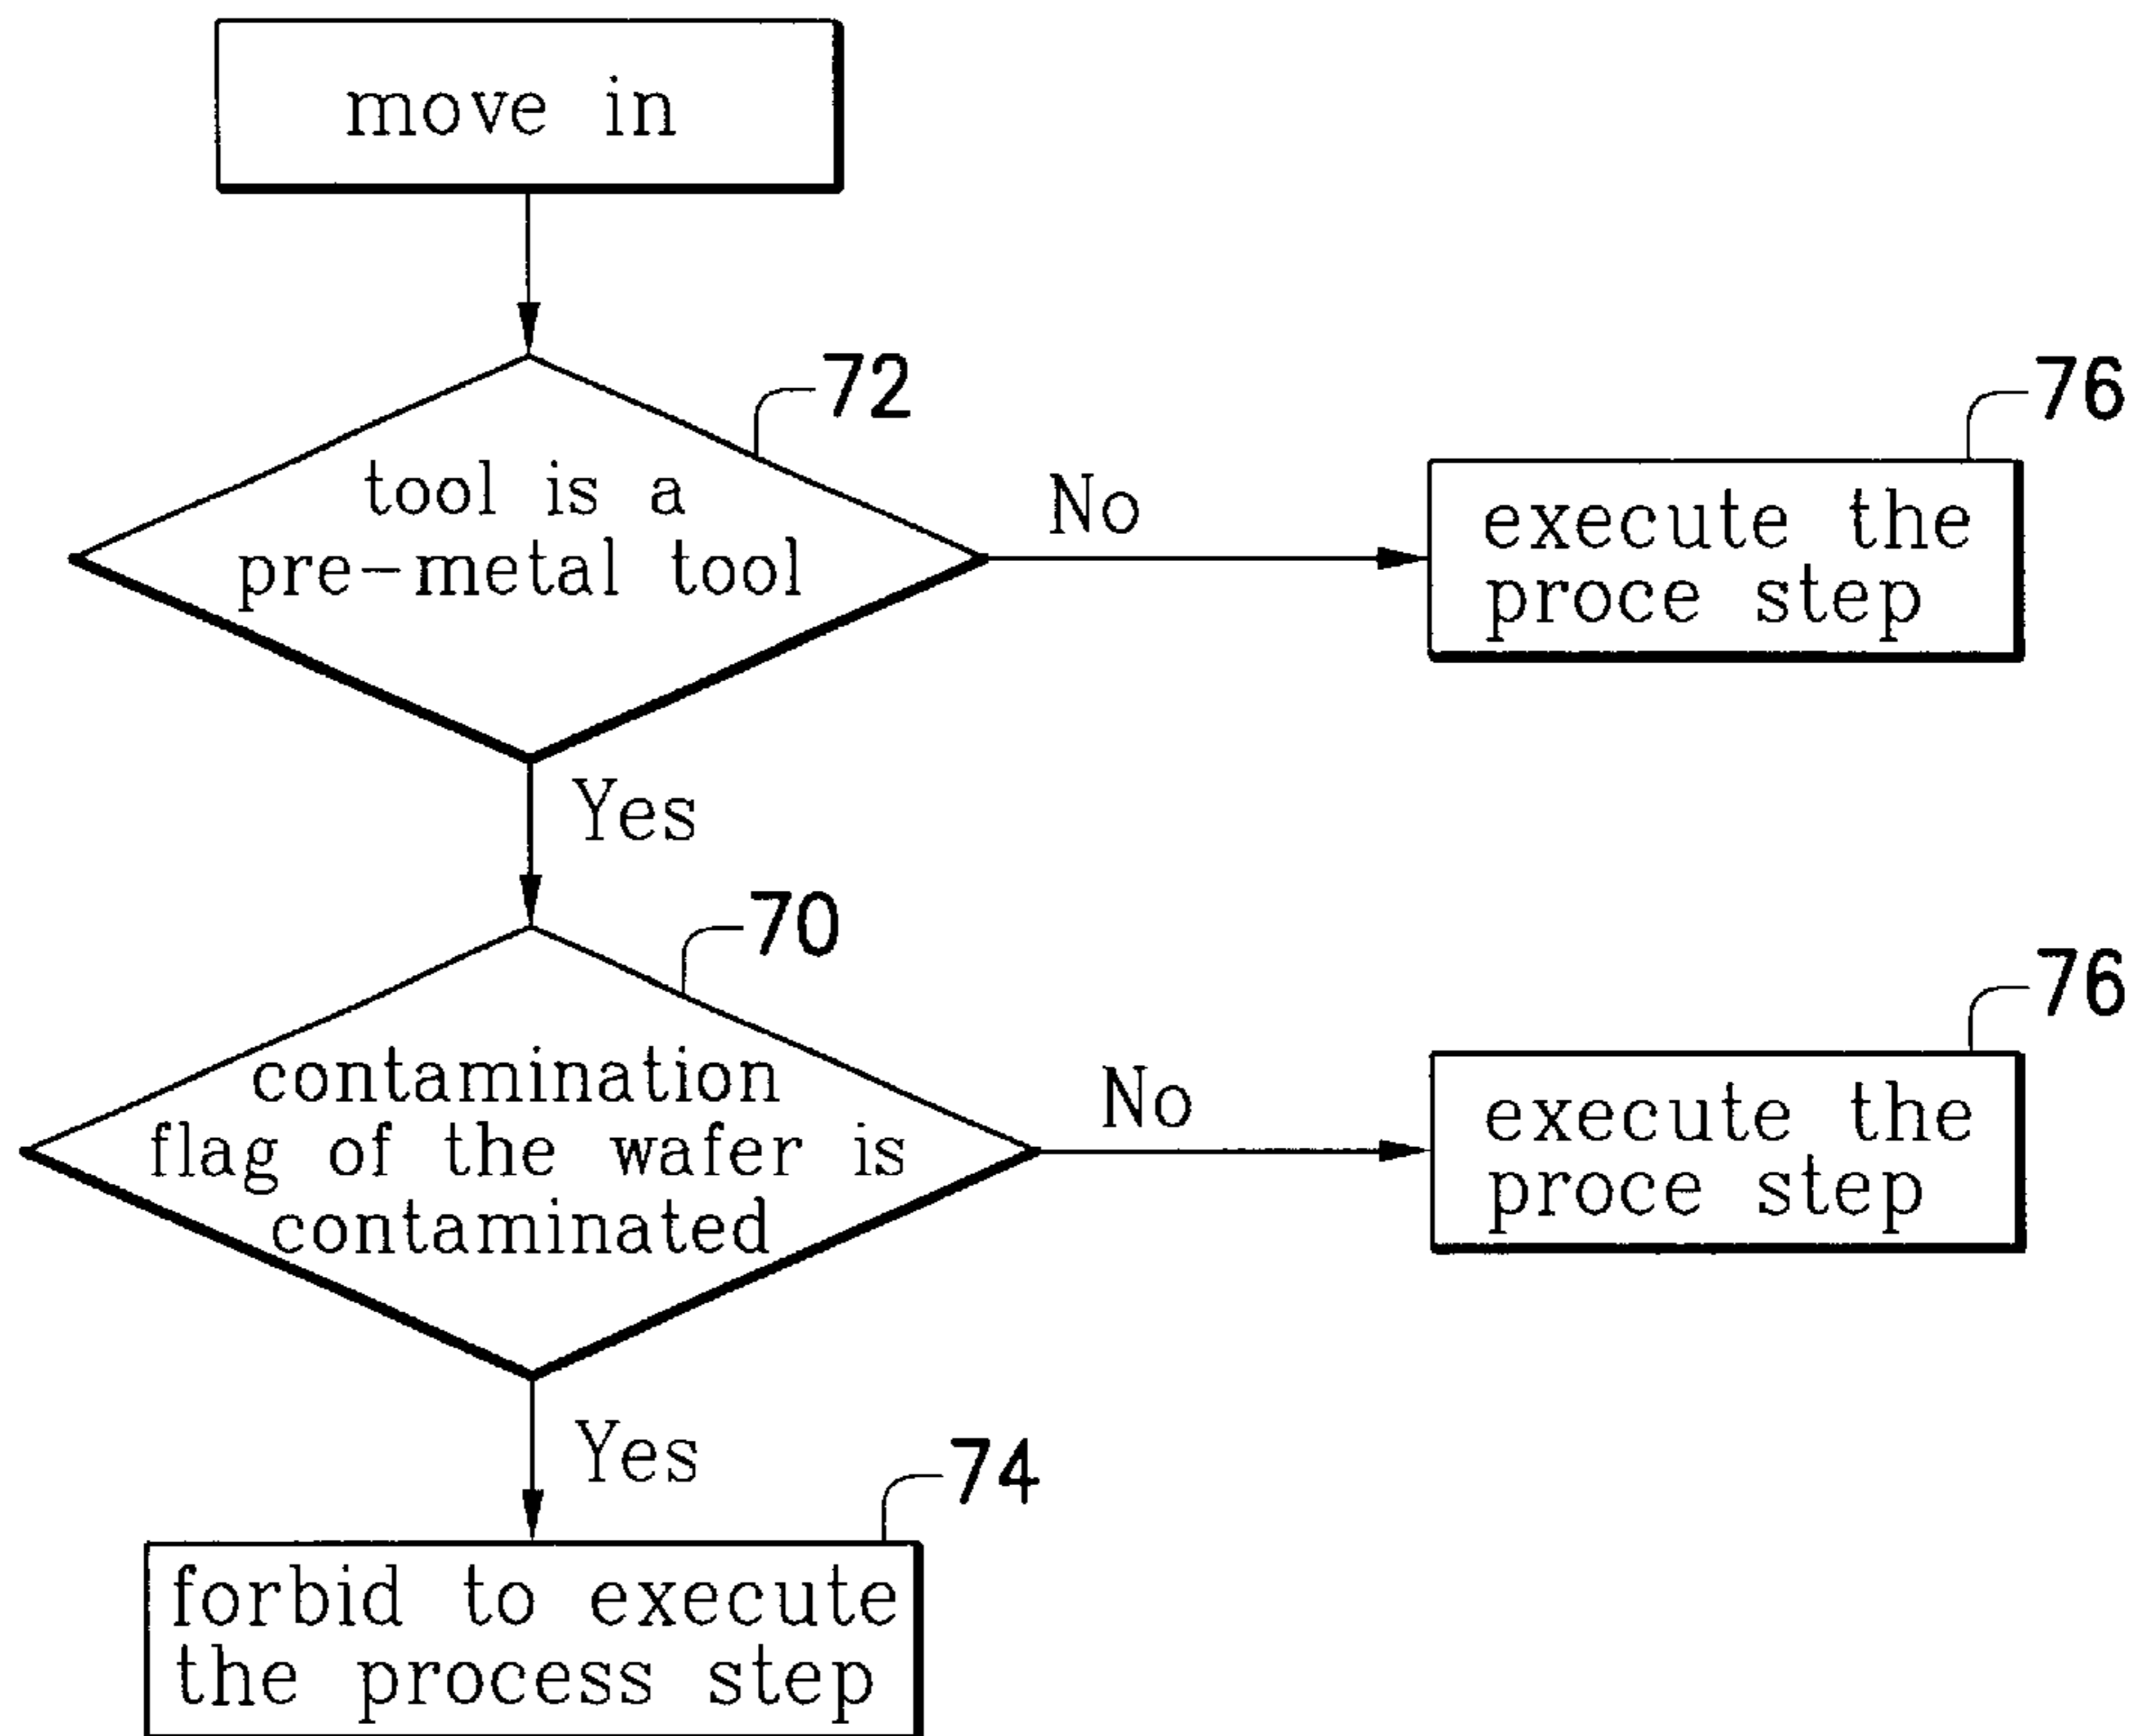 move in
72
tool is a
pre-metal tool
No
76
execute the
proce step
Yes
70
contamination
flag of the wafer is
contaminated
No
76
execute the
proce step
Yes
74
forbid to execute
the process step